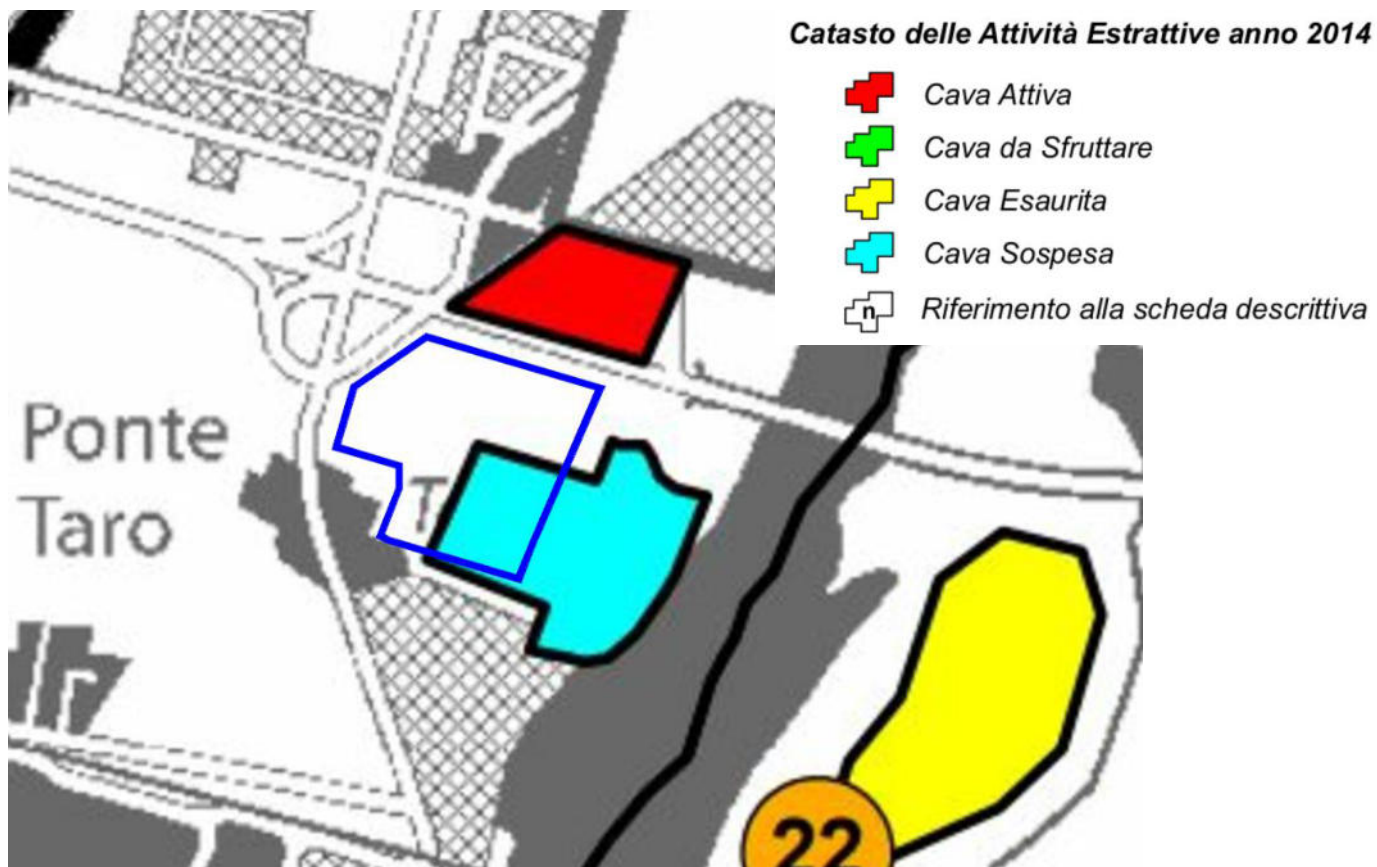 Catasto delle Attività Estrattive anno 2014
Cava Attiva
Cava da Sfruttare
Cava Esaurita
Cava Sospesa
n Riferimento alla scheda descrittiva
Ponte
Taro
T
22